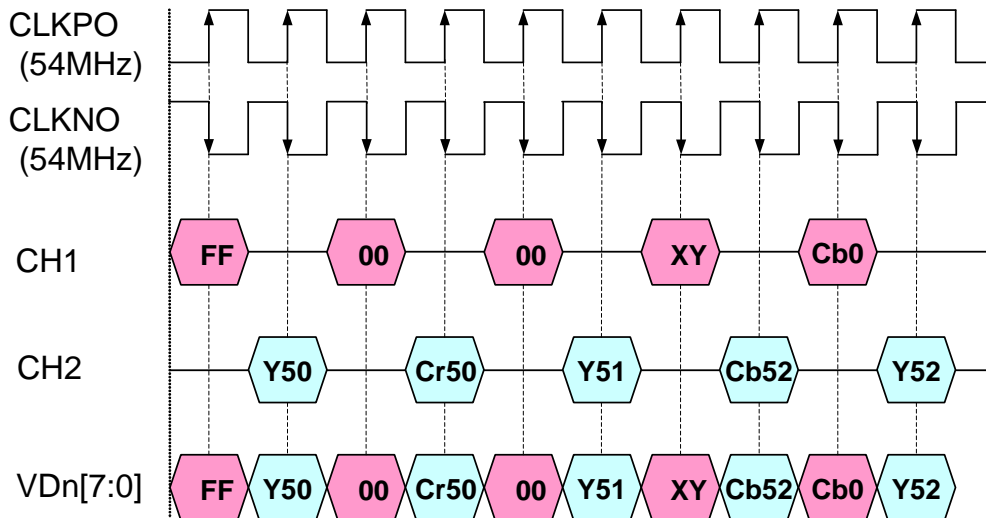 CLKPO
(54MHz)
CLKNO
(54MHz)
CH1
FF 00 00 XY Cb0
CH2
Y50 Cr50 Y51 Cb52 Y52
VDn[7:0]
FF Y50 00 Cr50 00 Y51 XY Cb52 Cb0 Y52